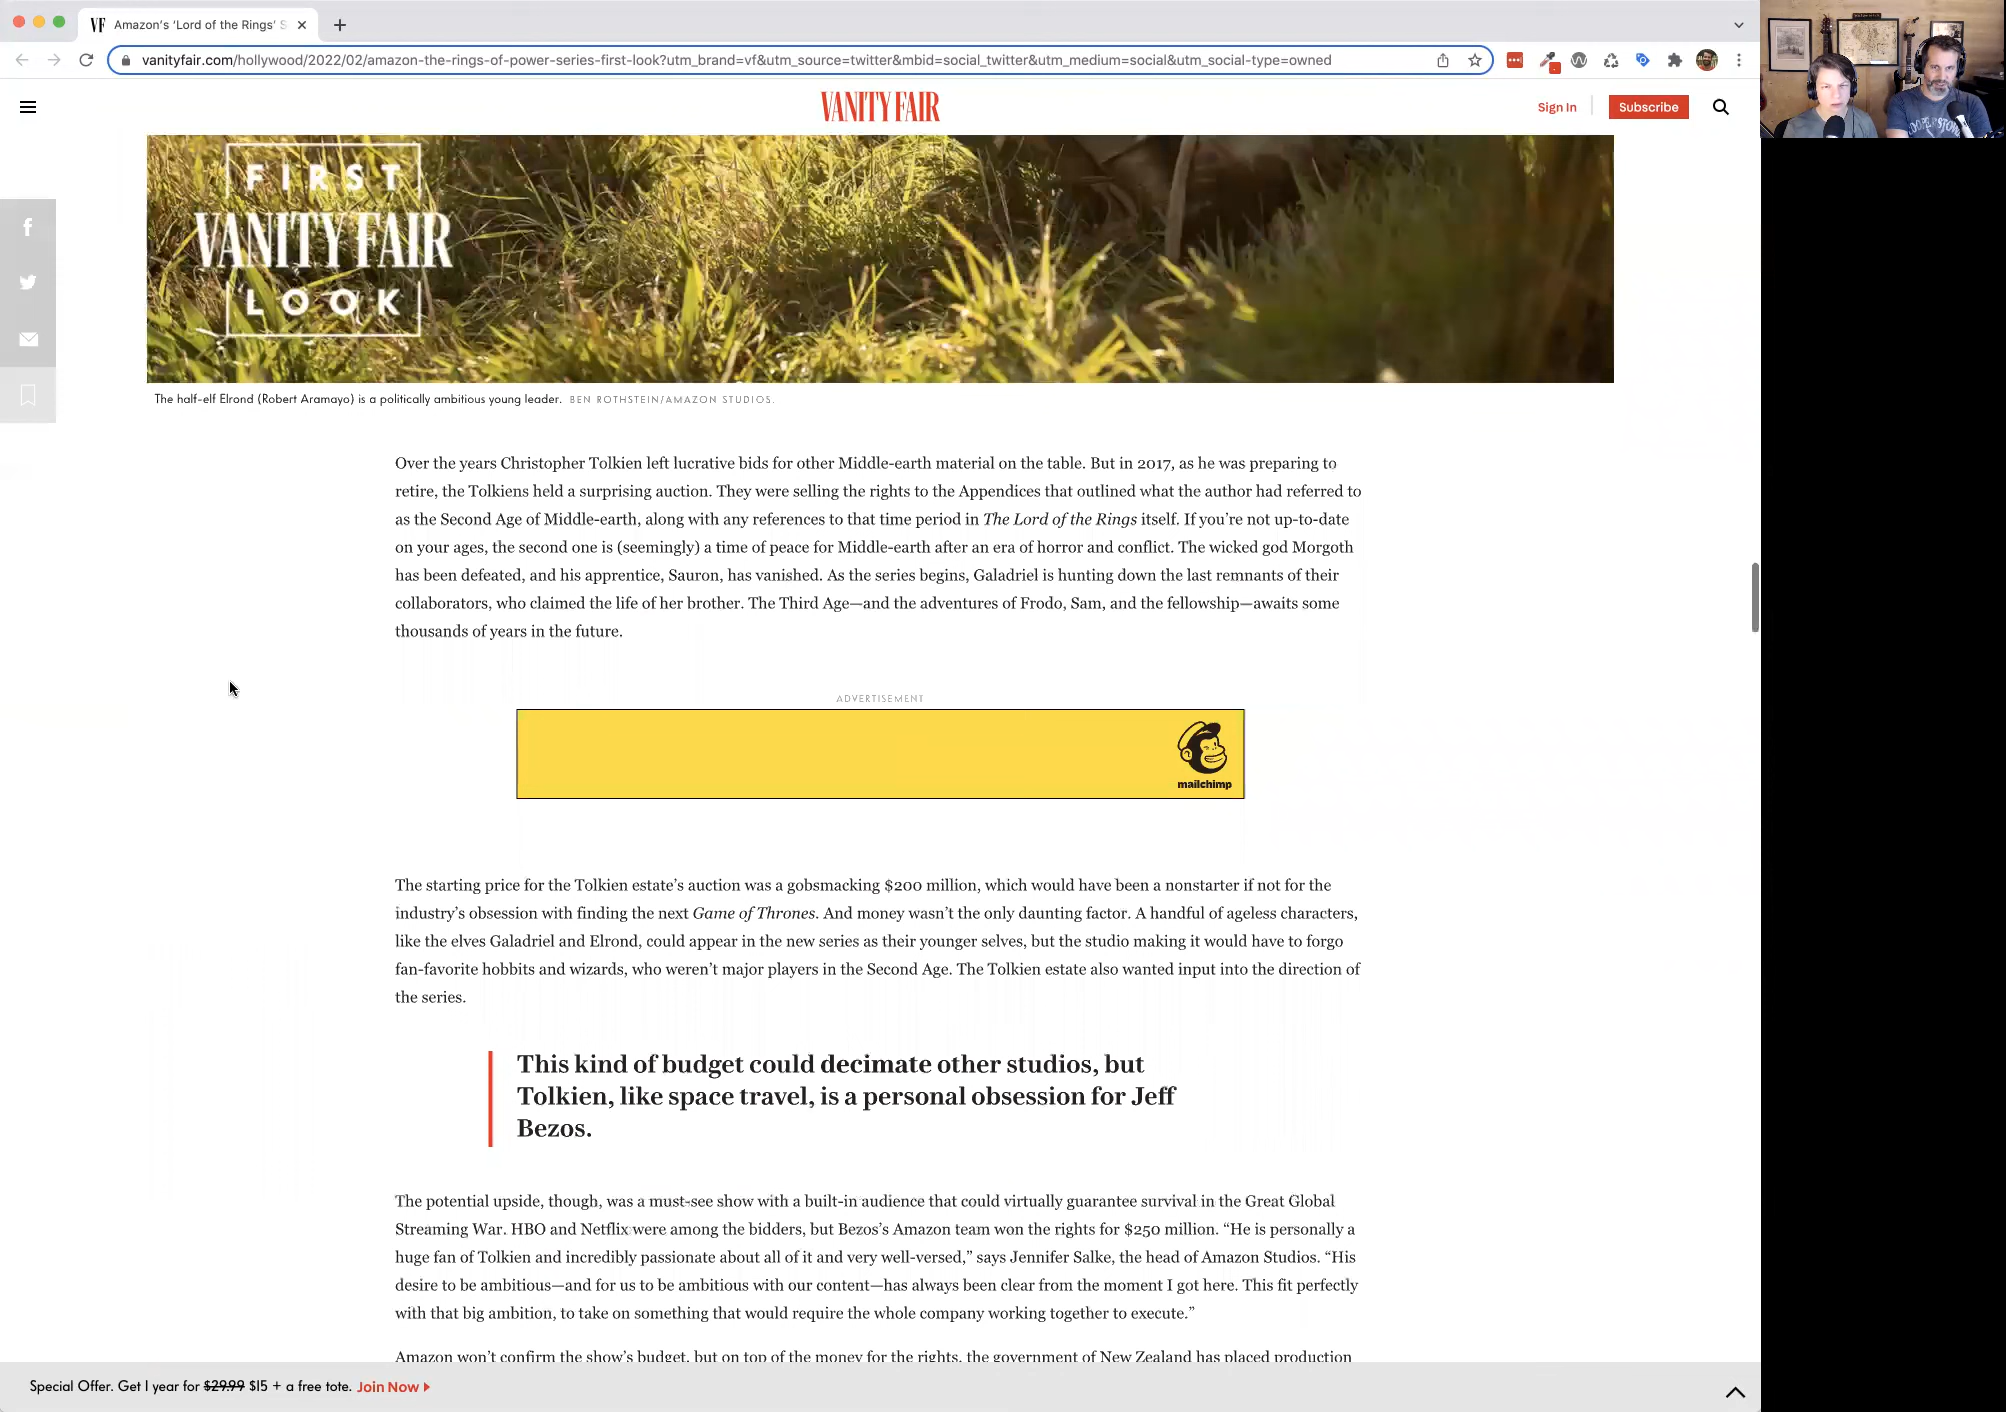 VF Amazon's 'Lord of the Rings' S
vanityfair.com/hollywood/2022/02/amazon-the-rings-of-power-series-first-look?utm_brand=vf&utm_source=twitter&mbid=social_twitter&utm_medium=social&utm_social-type=owned
VANITY FAIR
Sign In
Subscribe
FIRST
VANITY FAIR
LOOK
The half-elf Elrond (Robert Aramayo) is a politically ambitious young leader. BEN ROTHSTEIN/AMAZON STUDIOS.
Over the years Christopher Tolkien left lucrative bids for other Middle-earth material on the table. But in 2017, as he was preparing to
retire, the Tolkiens held a surprising auction. They were selling the rights to the Appendices that outlined what the author had referred to
as the Second Age of Middle-earth, along with any references to that time period in The Lord of the Rings itself. If you're not up-to-date
on your ages, the second one is (seemingly) a time of peace for Middle-earth after an era of horror and conflict. The wicked god Morgoth
has been defeated, and his apprentice, Sauron, has vanished. As the series begins, Galadriel is hunting down the last remnants of their
collaborators, who claimed the life of her brother. The Third Age—and the adventures of Frodo, Sam, and the fellowship—awaits some
thousands of years in the future.
ADVERTISEMENT
mailchimp
The starting price for the Tolkien estate's auction was a gobsmacking $200 million, which would have been a nonstarter if not for the
industry's obsession with finding the next Game of Thrones. And money wasn't the only daunting factor. A handful of ageless characters,
like the elves Galadriel and Elrond, could appear in the new series as their younger selves, but the studio making it would have to forgo
fan-favorite hobbits and wizards, who weren't major players in the Second Age. The Tolkien estate also wanted input into the direction of
the series.
This kind of budget could decimate other studios, but
Tolkien, like space travel, is a personal obsession for Jeff
Bezos.
The potential upside, though, was a must-see show with a built-in audience that could virtually guarantee survival in the Great Global
Streaming War. HBO and Netflix were among the bidders, but Bezos's Amazon team won the rights for $250 million. “He is personally a
huge fan of Tolkien and incredibly passionate about all of it and very well-versed,” says Jennifer Salke, the head of Amazon Studios. “His
desire to be ambitious—and for us to be ambitious with our content—has always been clear from the moment I got here. This fit perfectly
with that big ambition, to take on something that would require the whole company working together to execute.”
Amazon won't confirm the show's budget, but on top of the money for the rights, the government of New Zealand has placed production
Special Offer. Get 1 year for $29.99 $15 + a free tote. Join Now